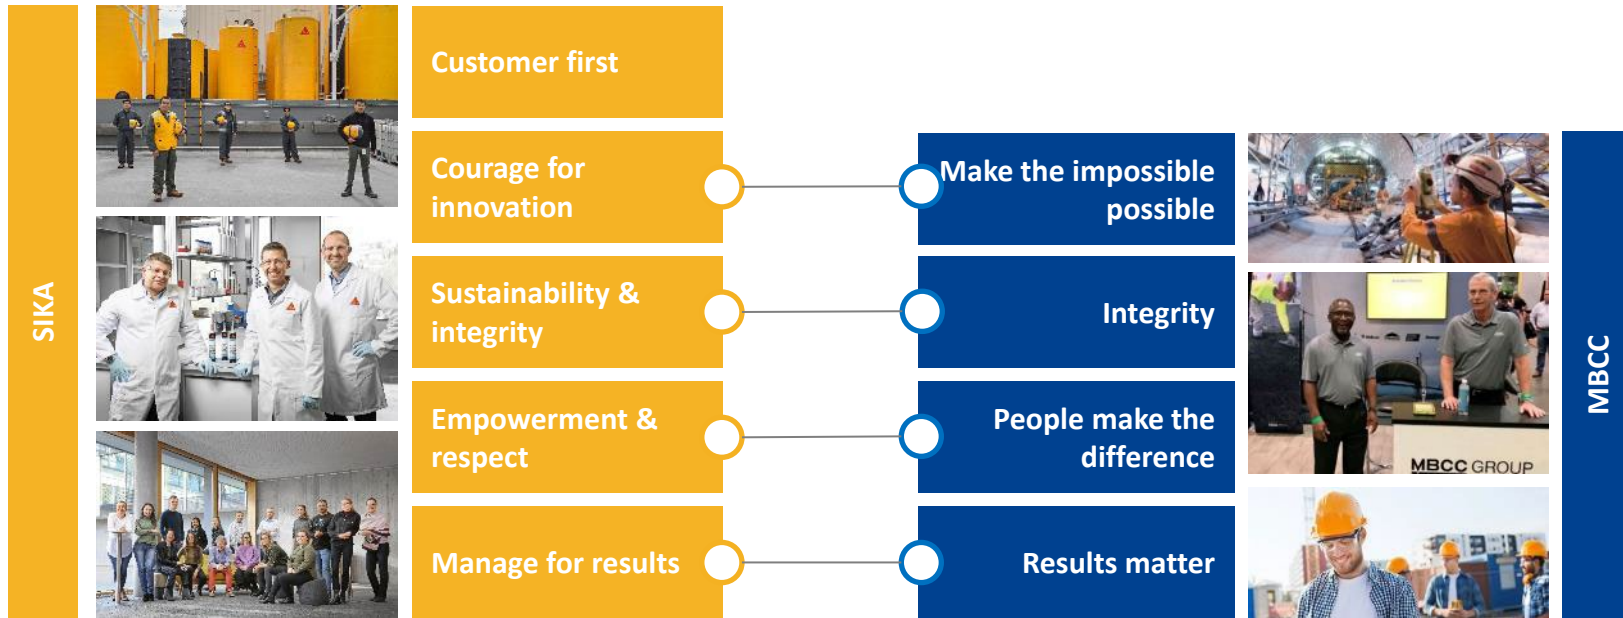 SIKA
Customer first
Courage for
innovation
Sustainability &
integrity
Empowerment &
respect
Manage for results
Make the impossible
possible
Integrity
People make the
difference
Results matter
MBCC GROUP
MBCC